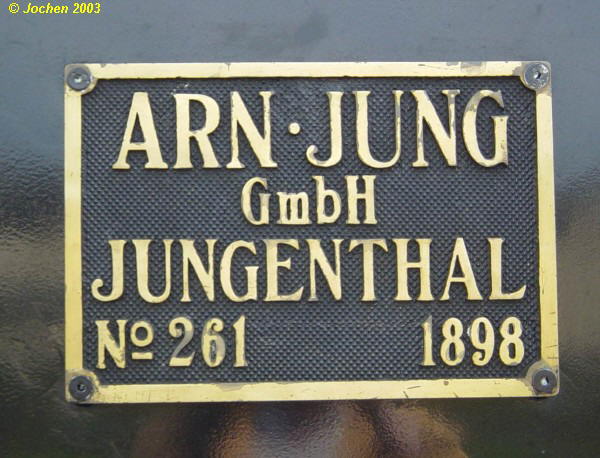 © Jochen 2003
ARN·JUNG
GmbH
JUNGENTHAL
No 261 1898